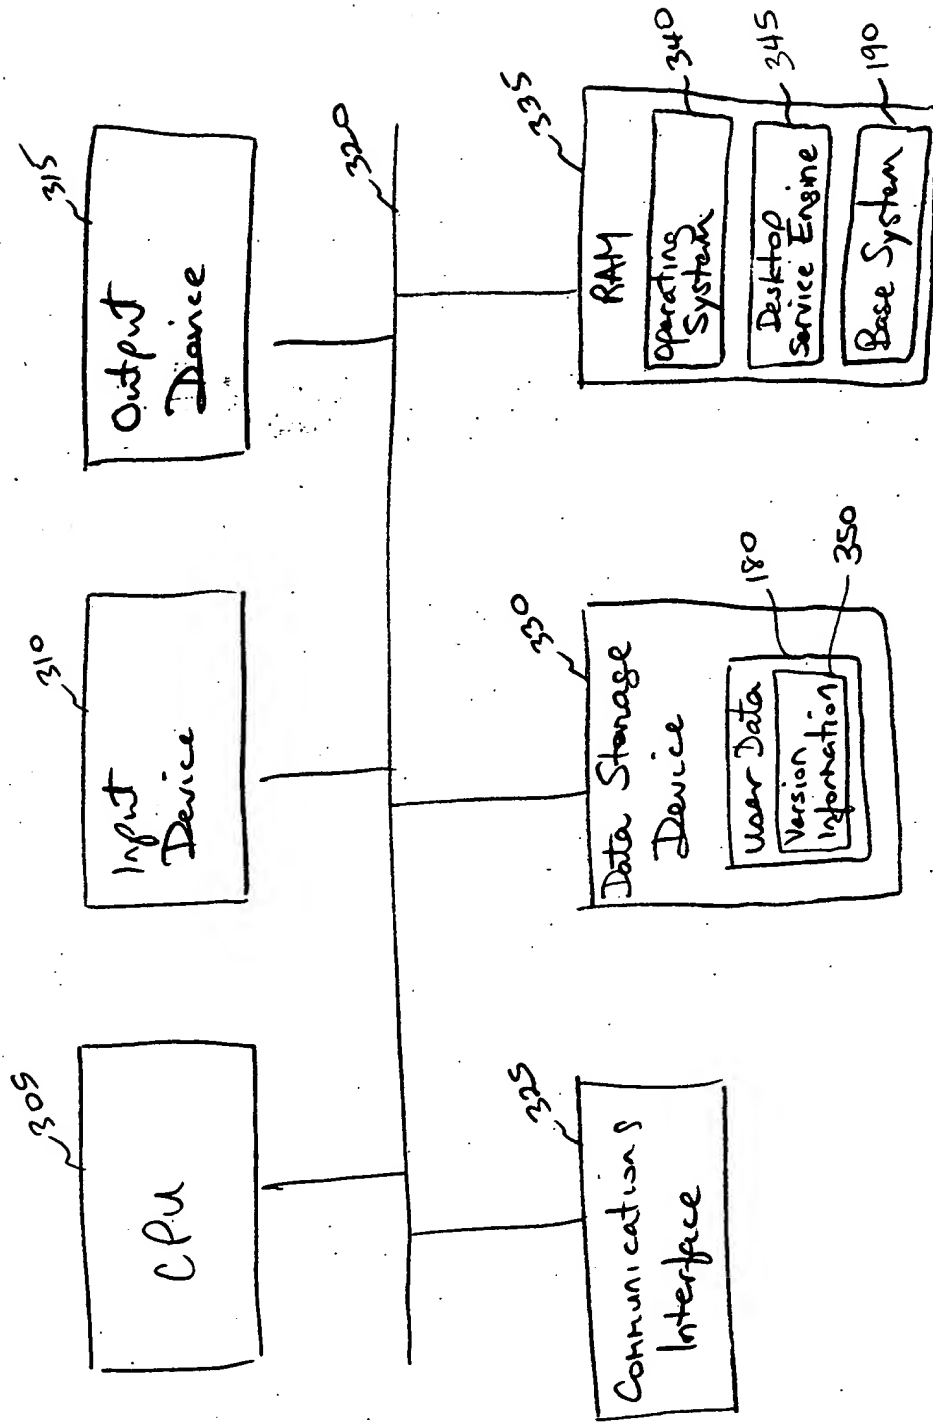 305
CPU
310
Input
Device
315
Output
Device
320
325
Communications
Interface
330
Data Storage
Device
User Data
Version
Information
180
350
335
RAM
Operating
System
340
Desktop
Service Engine
345
Base System
190